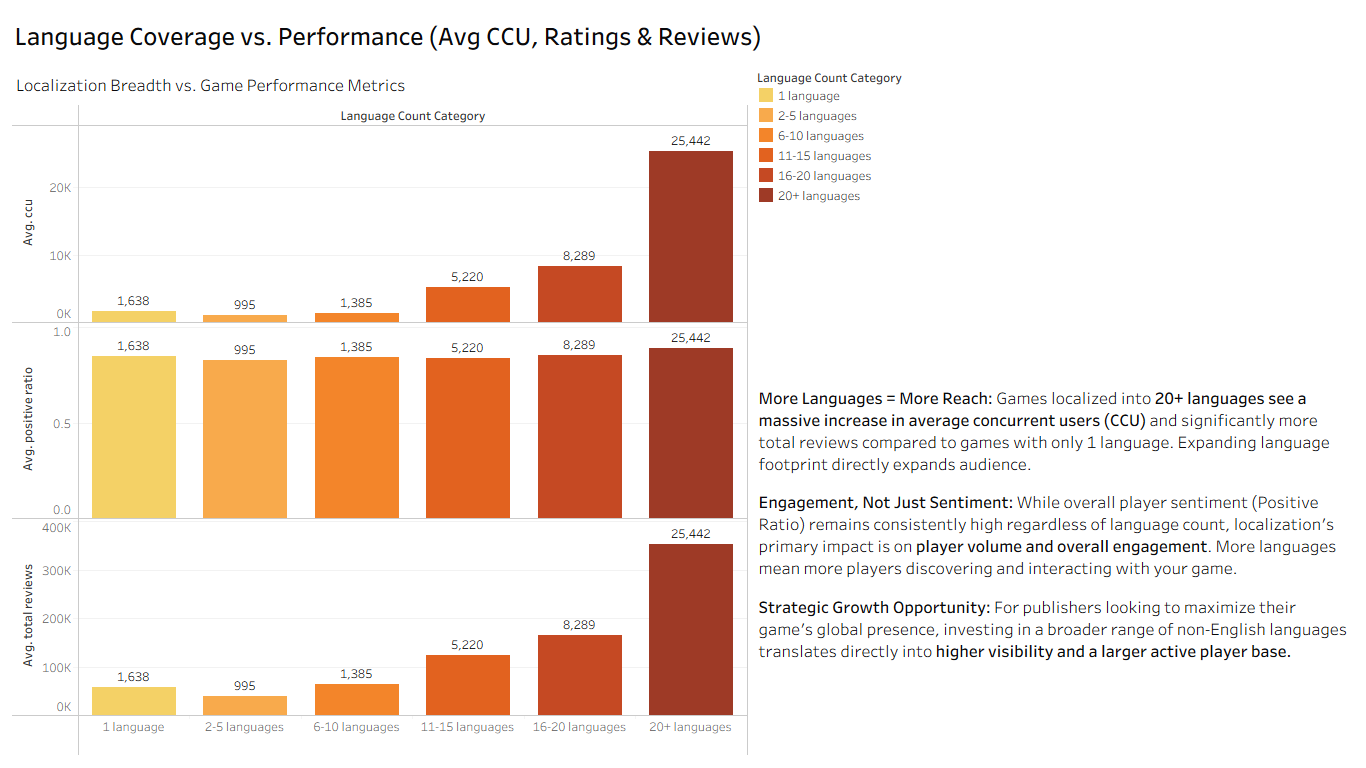 Language Coverage vs. Performance (Avg CCU, Ratings & Reviews)
Localization Breadth vs. Game Performance Metrics
Language Count Category
Avg. ccu
20K
10K
0K
1,638
995
1,385
5,220
8,289
25,442
Avg. positive ratio
1.0
0.5
0.0
1,638
995
1,385
5,220
8,289
25,442
Avg. total reviews
400K
300K
200K
100K
0K
1,638
995
1,385
5,220
8,289
25,442
1 language
2-5 languages
6-10 languages
11-15 languages
16-20 languages
20+ languages
Language Count Category
1 language
2-5 languages
6-10 languages
11-15 languages
16-20 languages
20+ languages
More Languages = More Reach: Games localized into 20+ languages see a
massive increase in average concurrent users (CCU) and significantly more
total reviews compared to games with only 1 language. Expanding language
footprint directly expands audience.
Engagement, Not Just Sentiment: While overall player sentiment (Positive
Ratio) remains consistently high regardless of language count, localization's
primary impact is on player volume and overall engagement. More languages
mean more players discovering and interacting with your game.
Strategic Growth Opportunity: For publishers looking to maximize their
game's global presence, investing in a broader range of non-English languages
translates directly into higher visibility and a larger active player base.